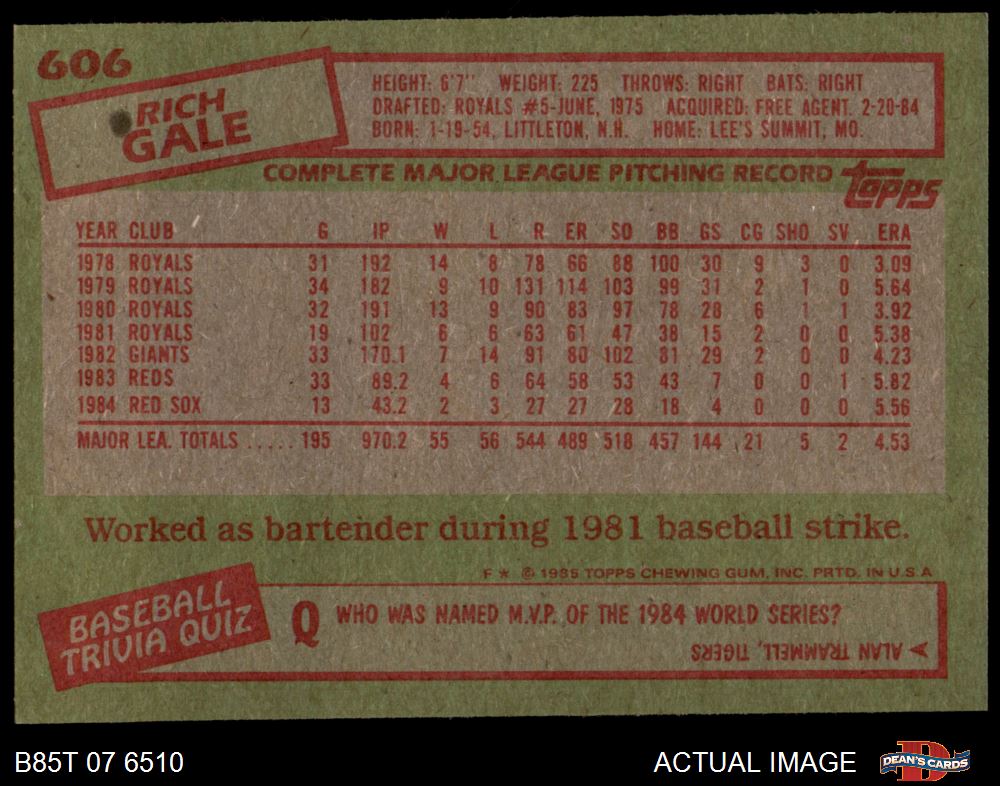 606
RICH
GALE
HEIGHT: 6'7" WEIGHT: 225 THROWS: RIGHT BATS: RIGHT
DRAFTED: ROYALS #5-JUNE, 1975 ACQUIRED: FREE AGENT, 2-20-84
BORN: 1-19-54, LITTLETON, N.H. HOME: LEE'S SUMMIT, MO.
COMPLETE MAJOR LEAGUE PITCHING RECORD topps
YEAR CLUB G IP W L R ER SO BB GS CG SHO SV ERA
1978 ROYALS 31 192 14 8 78 66 88 100 30 9 3 0 3.09
1979 ROYALS 34 182 9 10 131 114 103 99 31 2 1 0 5.64
1980 ROYALS 32 191 13 9 90 83 97 78 28 6 1 1 3.92
1981 ROYALS 19 102 6 6 63 61 47 38 15 2 0 0 5.38
1982 GIANTS 33 170.1 7 14 91 80 102 81 29 2 0 0 4.23
1983 REDS 33 89.2 4 6 64 58 53 43 7 0 0 1 5.82
1984 RED SOX 13 43.2 2 3 27 27 28 18 4 0 0 0 5.56
MAJOR LEA. TOTALS ..... 195 970.2 55 56 544 489 518 457 144 21 5 2 4.53
Worked as bartender during 1981 baseball strike.
F * © 1985 TOPPS CHEWING GUM, INC. PRTD. IN U.S.A.
BASEBALL
TRIVIA QUIZ
Q WHO WAS NAMED M.V.P. OF THE 1984 WORLD SERIES?
A ALAN TRAMMELL, TIGERS
B85T 07 6510
ACTUAL IMAGE
D
DEAN'S CARDS